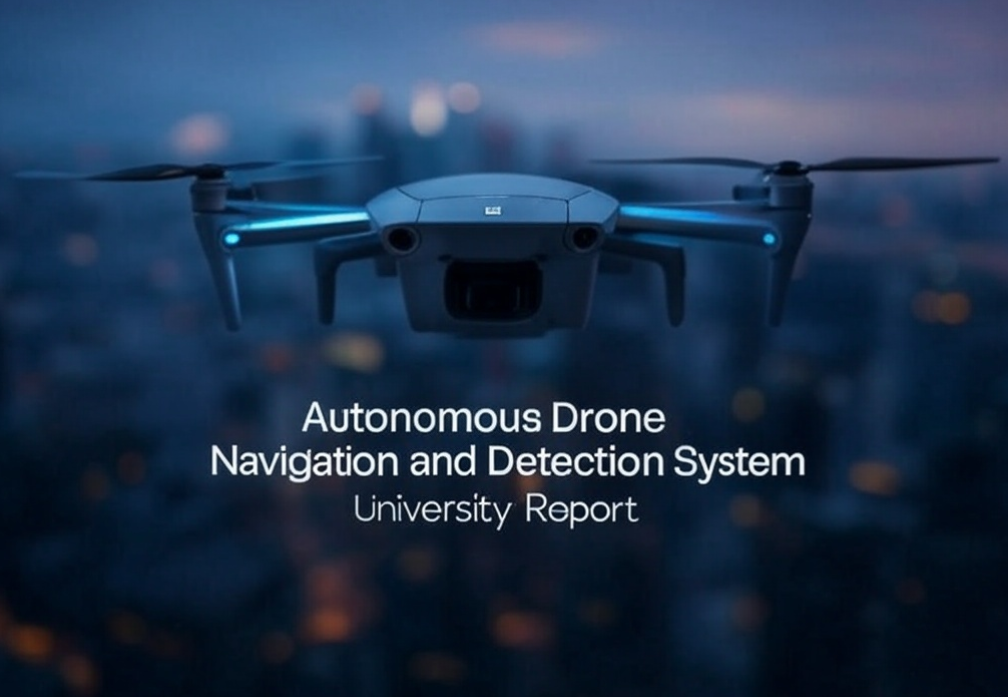 Autonomous Drone
Navigation and Detection System
University Report